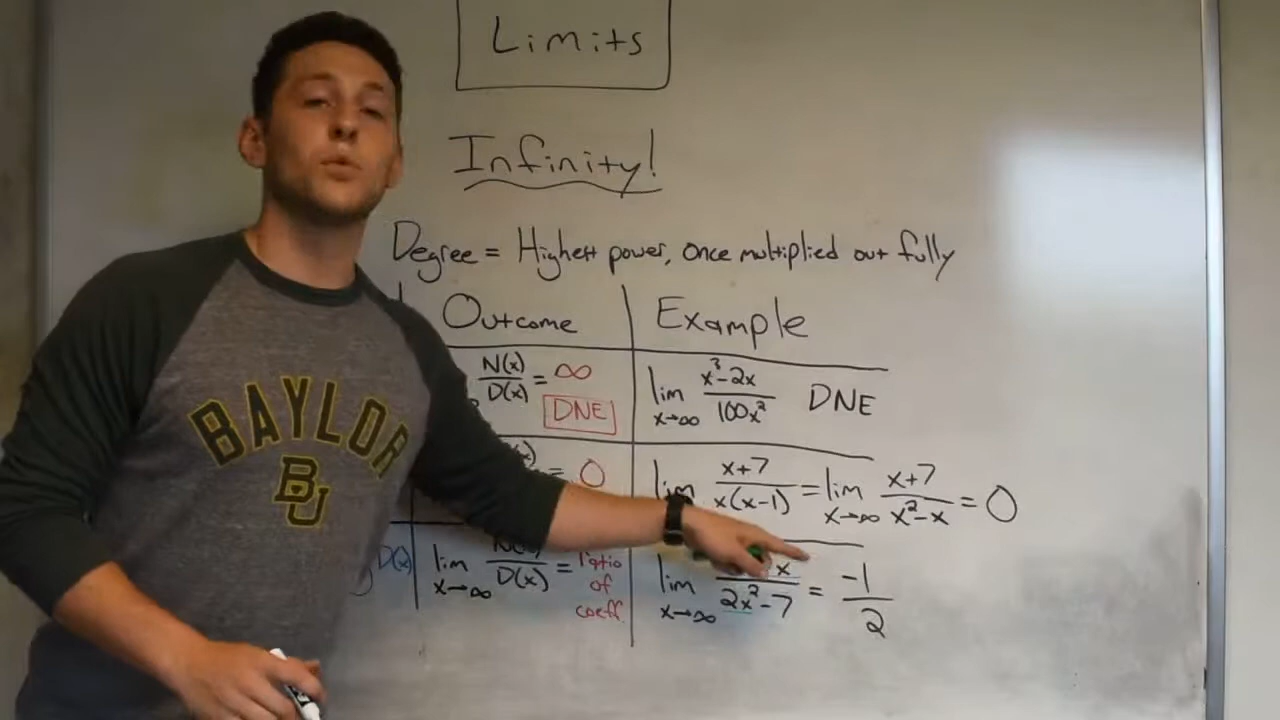 Limits
Infinity!
Degree = Highest power, once multiplied out fully
Outcome Example
N(x)/D(x) = ∞ DNE
lim x→∞ x³-2x/100x² DNE
= 0
lim x→∞ x+7/x(x-1) = lim x→∞ x+7/x²-x = 0
D(x)
lim x→∞ N(x)/D(x) = ratio of coeff.
lim x→∞ x/2x²-7 = -1/2
BAYLOR
BU